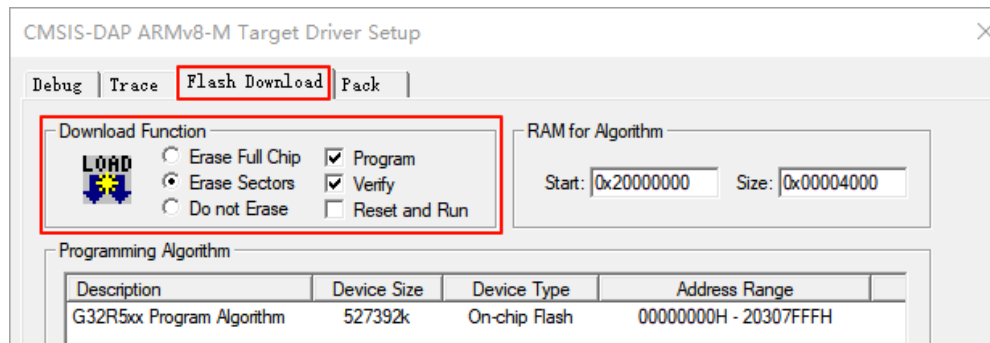 CMSIS-DAP ARMv8-M Target Driver Setup
Debug Trace Flash Download Pack
Download Function
LOAD
Erase Full Chip
Erase Sectors
Do not Erase
Program
Verify
Reset and Run
RAM for Algorithm
Start: 0x20000000 Size: 0x00004000
Programming Algorithm
Description Device Size Device Type Address Range
G32R5xx Program Algorithm 527392k On-chip Flash 00000000H - 20307FFFH